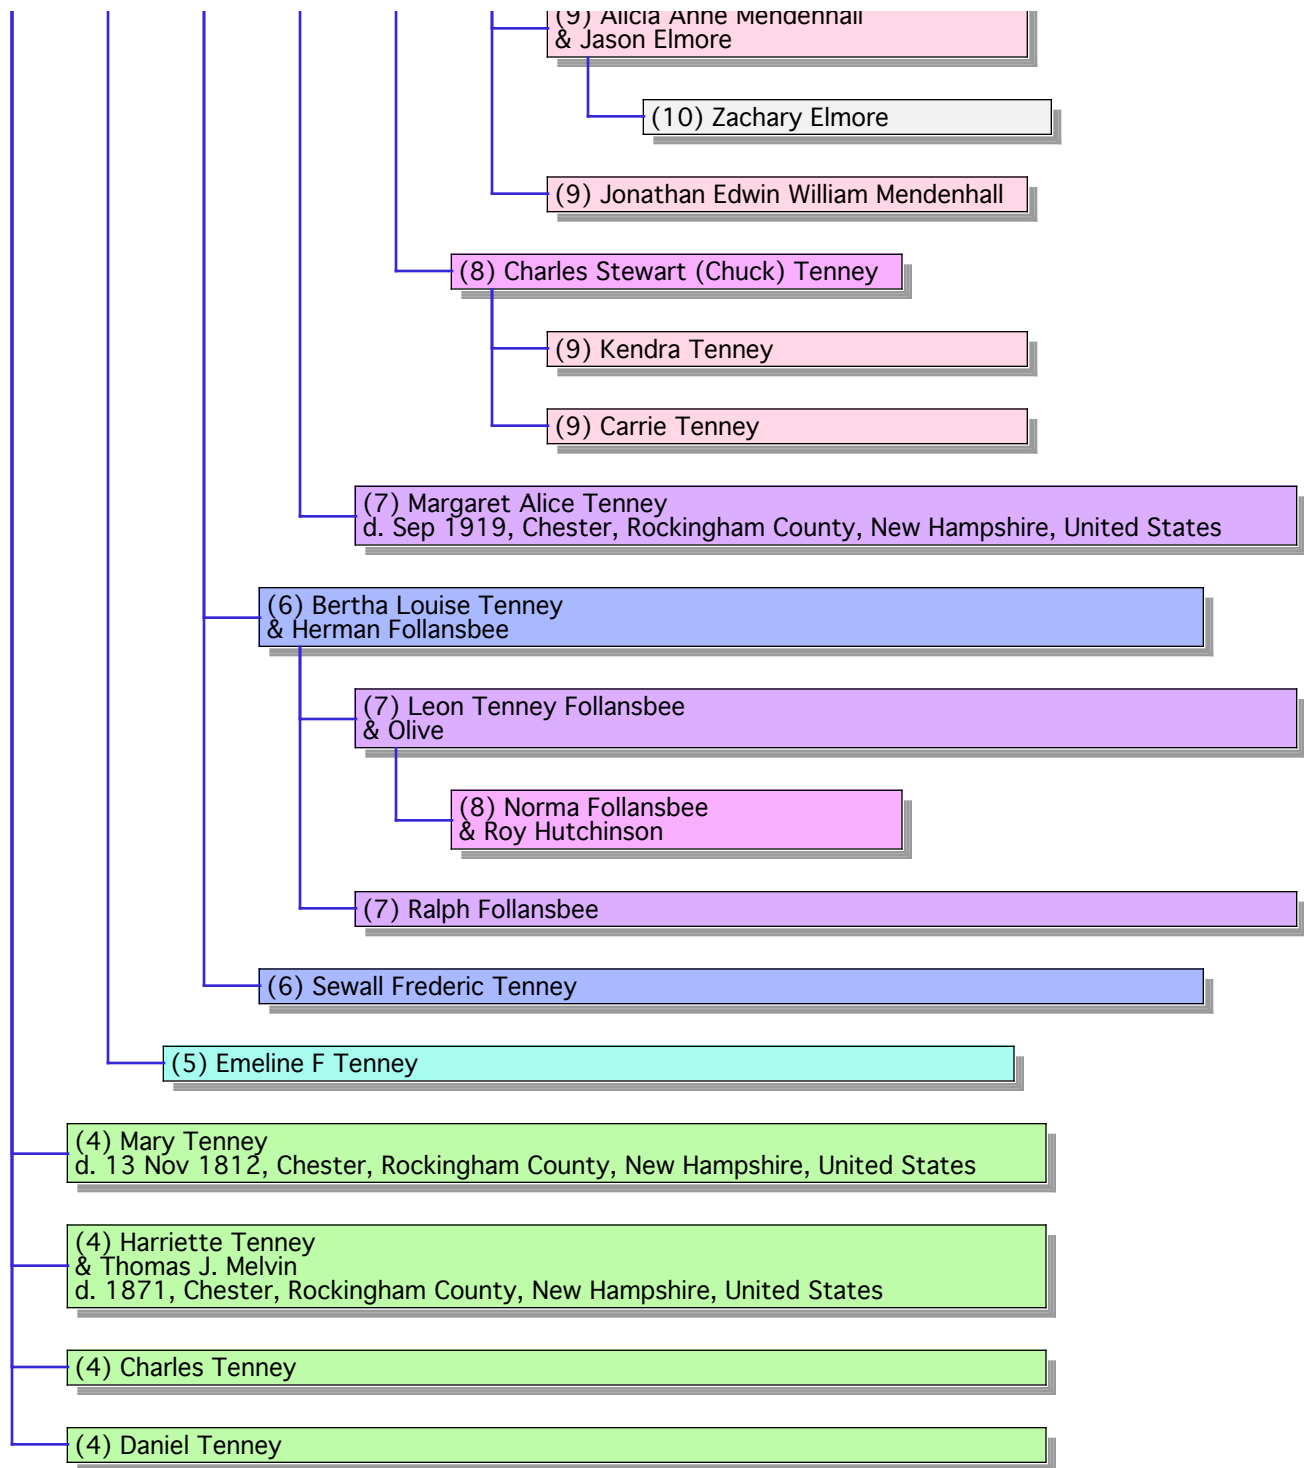 (9) Alicia Anne Mendenhall
& Jason Elmore
(10) Zachary Elmore
(9) Jonathan Edwin William Mendenhall
(8) Charles Stewart (Chuck) Tenney
(9) Kendra Tenney
(9) Carrie Tenney
(7) Margaret Alice Tenney
d. Sep 1919, Chester, Rockingham County, New Hampshire, United States
(6) Bertha Louise Tenney
& Herman Follansbee
(7) Leon Tenney Follansbee
& Olive
(8) Norma Follansbee
& Roy Hutchinson
(7) Ralph Follansbee
(6) Sewall Frederic Tenney
(5) Emeline F Tenney
(4) Mary Tenney
d. 13 Nov 1812, Chester, Rockingham County, New Hampshire, United States
(4) Harriette Tenney
& Thomas J. Melvin
d. 1871, Chester, Rockingham County, New Hampshire, United States
(4) Charles Tenney
(4) Daniel Tenney